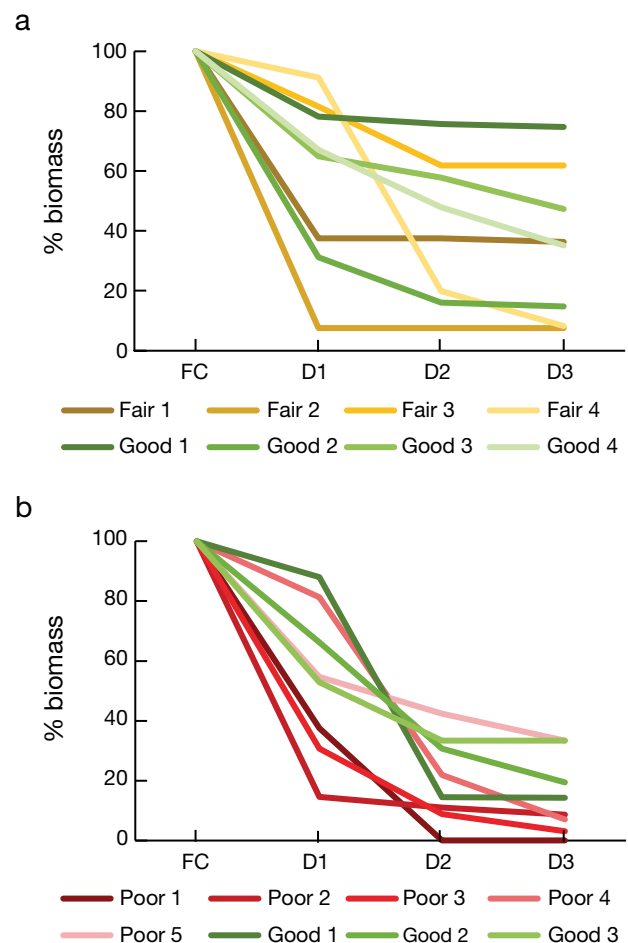 a
100
80
60
40
20
0
% biomass
FC D1 D2 D3
Fair 1 Fair 2 Fair 3 Fair 4
Good 1 Good 2 Good 3 Good 4
b
100
80
60
40
20
0
% biomass
FC D1 D2 D3
Poor 1 Poor 2 Poor 3 Poor 4
Poor 5 Good 1 Good 2 Good 3